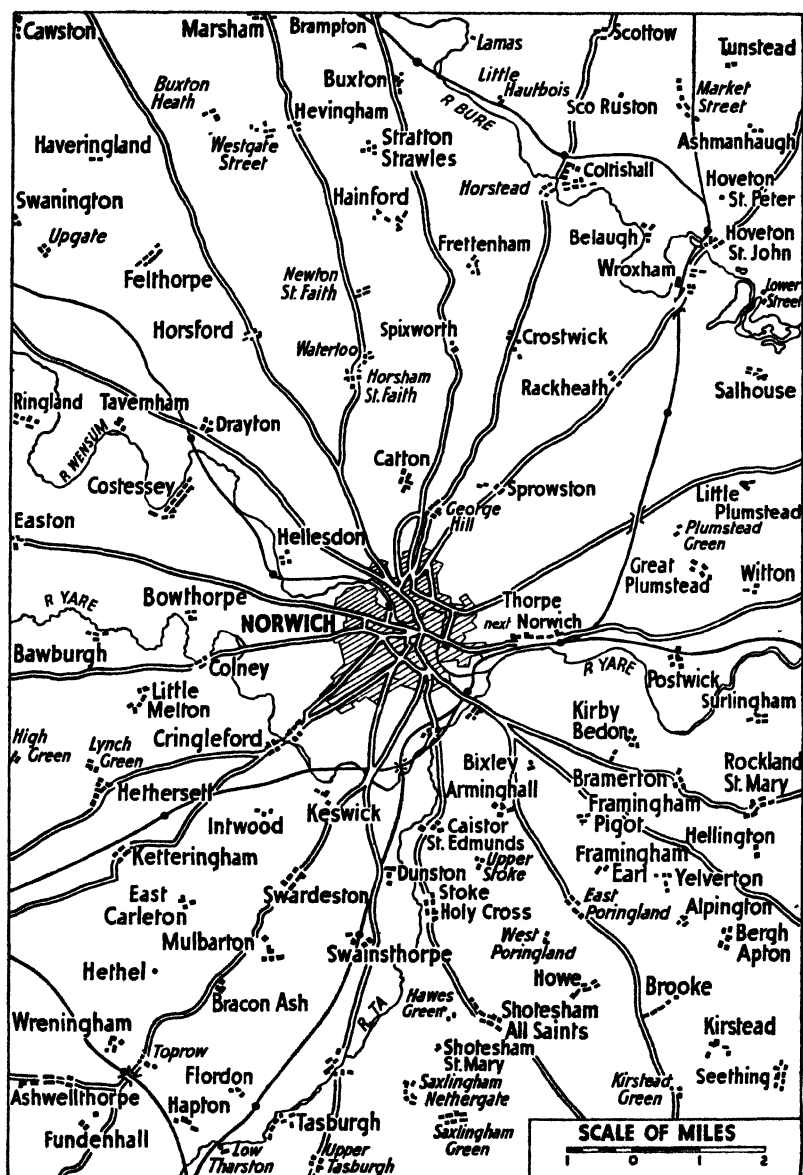 Cawston
Marsham
Brampton
Lamas
Scottow
Tunstead
Buxton
Heath
Buxton
Little
Hautbois
Market
Street
Hevingham
R BURE
Sco Ruston
Haveringland
Westgate
Street
Stratton
Strawles
Ashmanhaugh
Coltishall
Swanington
Hainford
Horstead
Hoveton
St. Peter
Upgate
Felthorpe
Frettenham
Belaugh
Hoveton
St. John
Newton
St. Faith
Wroxham
Lower
Street
Horsford
Spixworth
Crostwick
Waterloo
Horsham
St. Faith
Rackheath
Salhouse
Ringland
Taverham
Drayton
R WENSUM
Costessey
Catton
Sprowston
George
Hill
Little
Plumstead
Easton
Hellesdon
Plumstead
Green
Great
Plumstead
Witton
R YARE
Bowthorpe
NORWICH
Thorpe
next Norwich
Bawburgh
Colney
R YARE
Postwick
Surlingham
Little
Melton
High
Green
Lynch
Green
Cringleford
Kirby
Bedon
Bixley
Rockland
St. Mary
Hethersett
Arminghall
Bramerton
Framingham
Pigot
Intwood
Keswick
Caistor
St. Edmunds
Hellington
Ketteringham
Upper
Stoke
Framingham
Earl
Yelverton
Dunston
East
Carleton
Swardeston
Stoke
Holy Cross
East
Poringland
Alpington
Mulbarton
Swainsthorpe
West
Poringland
Bergh
Apton
Hethel
Howe
Brooke
Bracon Ash
R. TA
Hawes
Green
Shotesham
All Saints
Wreningham
Kirstead
Toprow
Shotesham
St. Mary
Flordon
Saxlingham
Nethergate
Kirstead
Green
Seething
Ashwellthorpe
Hapton
Tasburgh
Saxlingham
Green
Fundenhall
Low
Tharston
Upper
Tasburgh
SCALE OF MILES
1 0 1 2